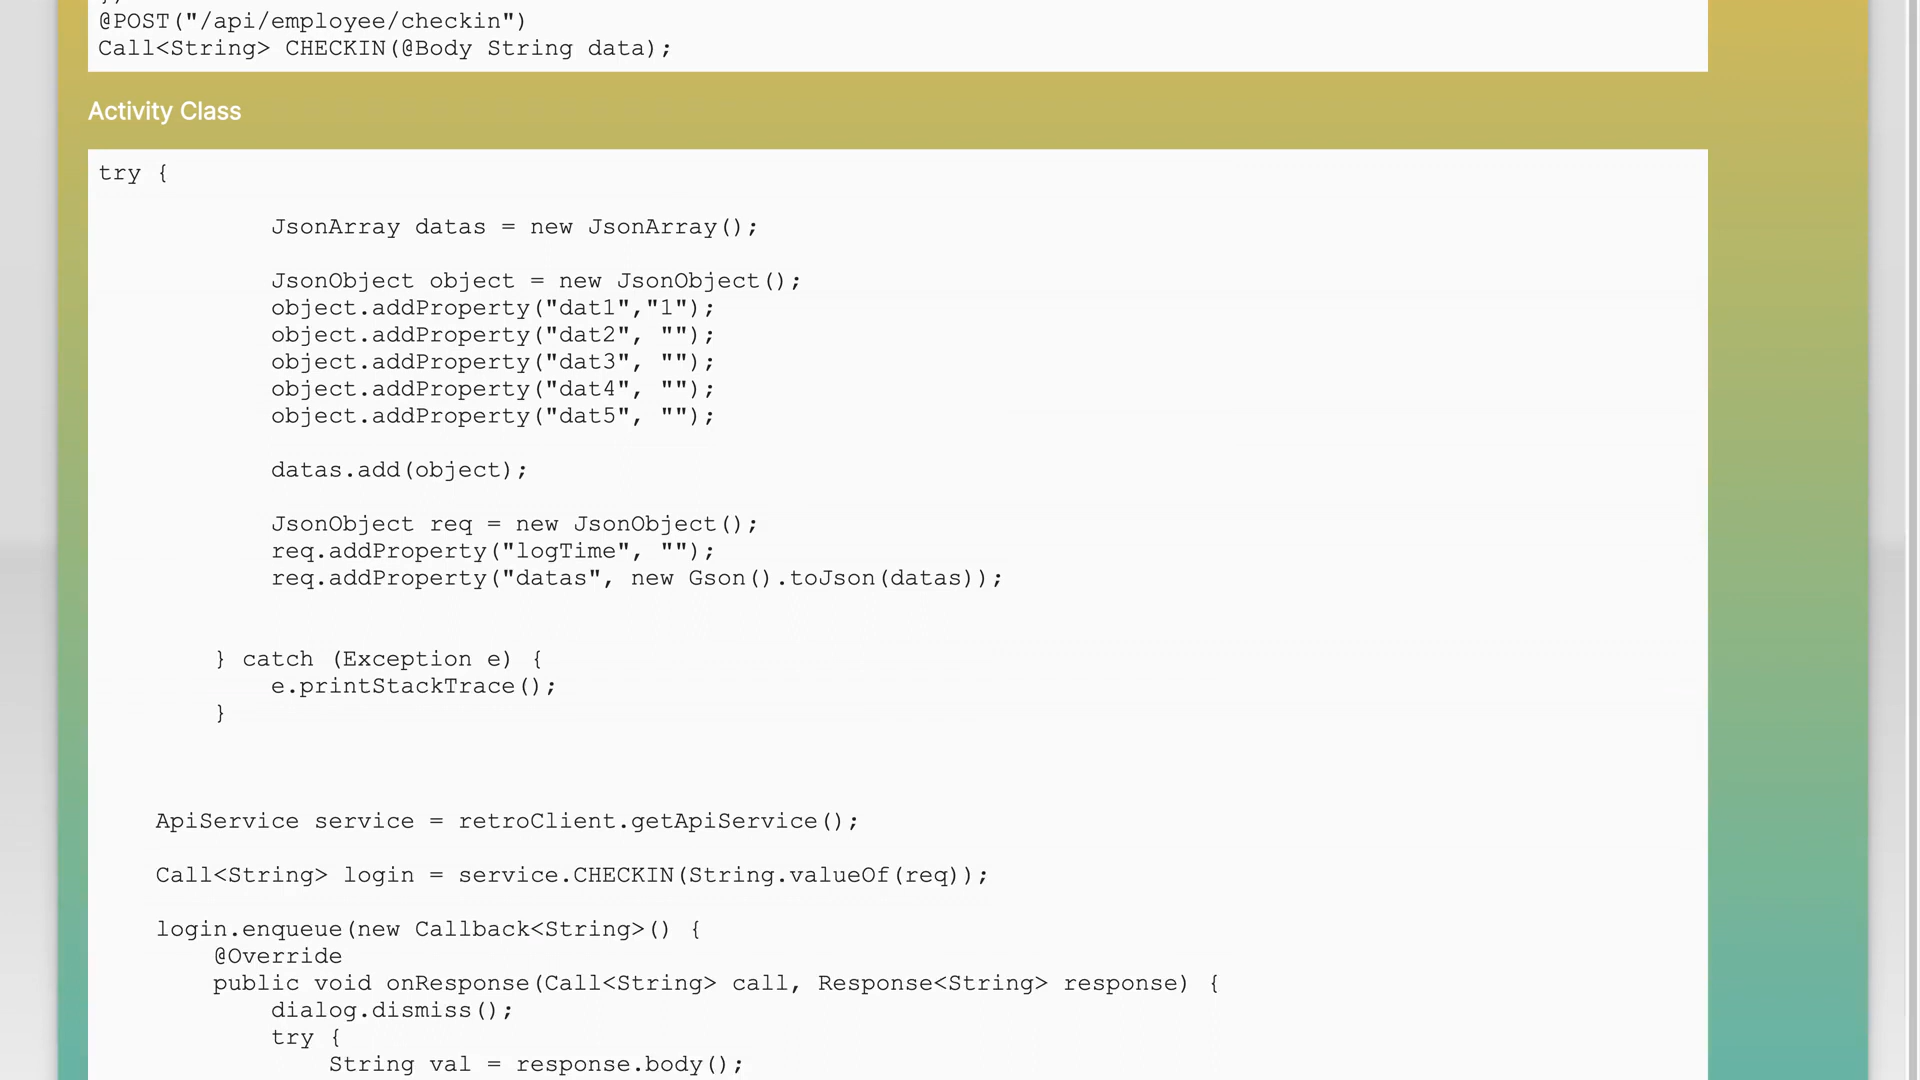 @POST("/api/employee/checkin")
Call<String> CHECKIN(@Body String data);
Activity Class
try {
JsonArray datas = new JsonArray();
JsonObject object = new JsonObject();
object.addProperty("dat1","1");
object.addProperty("dat2", "");
object.addProperty("dat3", "");
object.addProperty("dat4", "");
object.addProperty("dat5", "");
datas.add(object);
JsonObject req = new JsonObject();
req.addProperty("logTime", "");
req.addProperty("datas", new Gson().toJson(datas));
} catch (Exception e) {
e.printStackTrace();
}
ApiService service = retroClient.getApiService();
Call<String> login = service.CHECKIN(String.valueOf(req));
login.enqueue(new Callback<String>() {
@Override
public void onResponse(Call<String> call, Response<String> response) {
dialog.dismiss();
try {
String val = response.body();